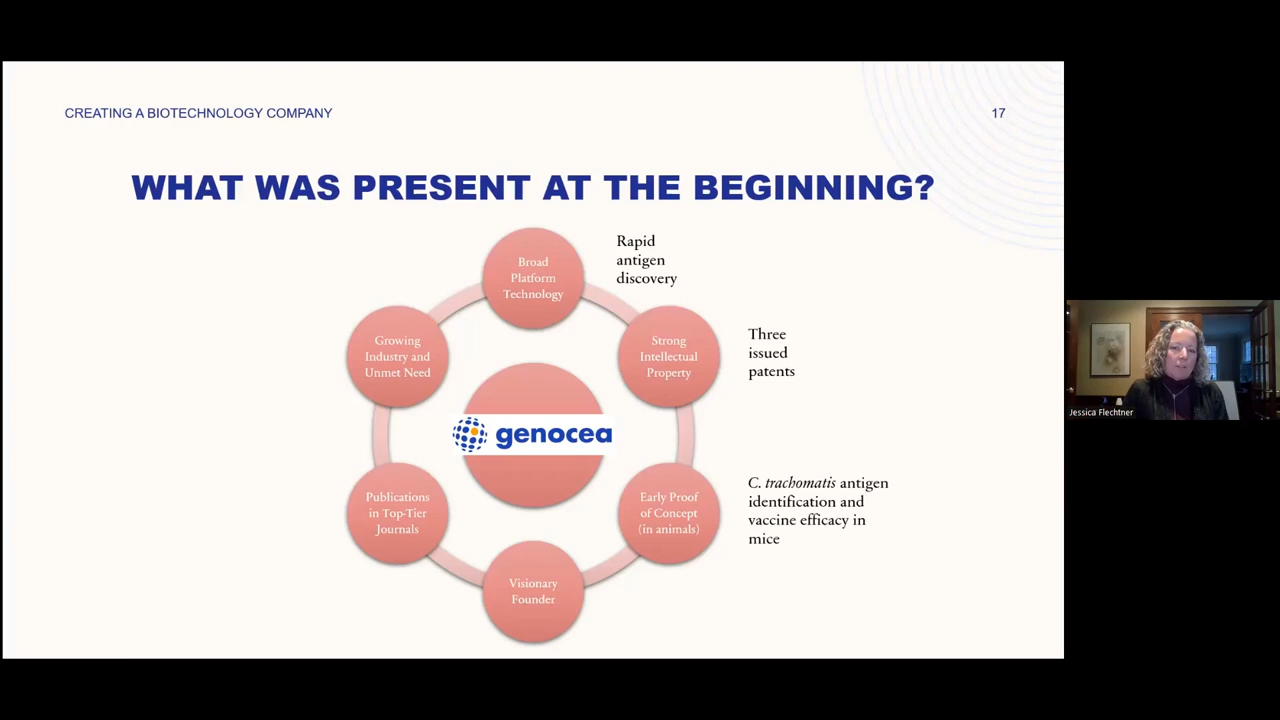 CREATING A BIOTECHNOLOGY COMPANY
17
WHAT WAS PRESENT AT THE BEGINNING?
Broad
Platform
Technology
Rapid
antigen
discovery
Strong
Intellectual
Property
Three
issued
patents
Early Proof
of Concept
(in animals)
C. trachomatis antigen
identification and
vaccine efficacy in
mice
Visionary
Founder
Publications
in Top-Tier
Journals
Growing
Industry and
Unmet Need
genocea
Jessica Flechtner